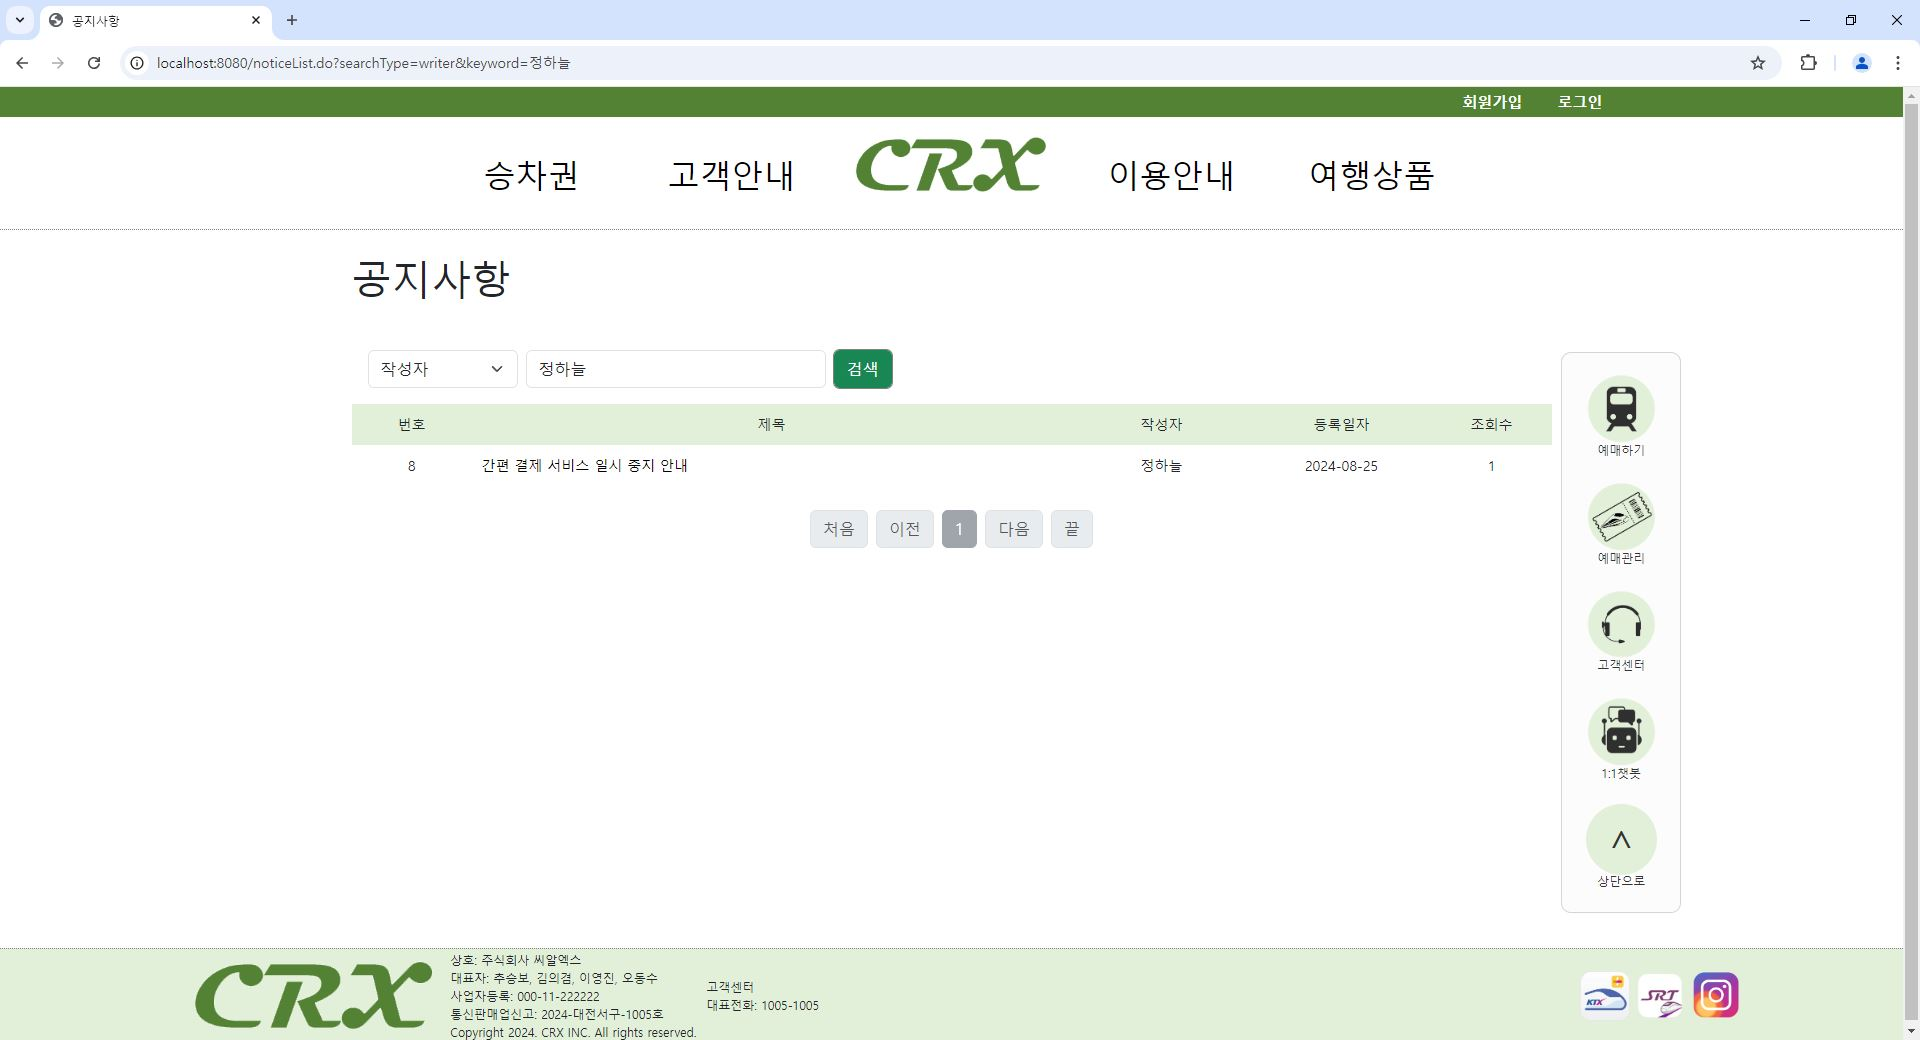 공지사항
localhost:8080/noticeList.do?searchType=writer&keyword=정하늘
회원가입 로그인
승차권 고객안내 CRX 이용안내 여행상품
공지사항
작성자 정하늘 검색
번호 제목 작성자 등록일자 조회수
8 간편 결제 서비스 일시 중지 안내 정하늘 2024-08-25 1
처음 이전 1 다음 끝
예매하기
예매관리
고객센터
1:1챗봇
^
상단으로
CRX
상호: 주식회사 씨알엑스
대표자: 추승보, 김의겸, 이영진, 오동수
사업자등록: 000-11-222222
통신판매업신고: 2024-대전서구-1005호
Copyright 2024. CRX INC. All rights reserved.
고객센터
대표전화: 1005-1005
KTX SRT